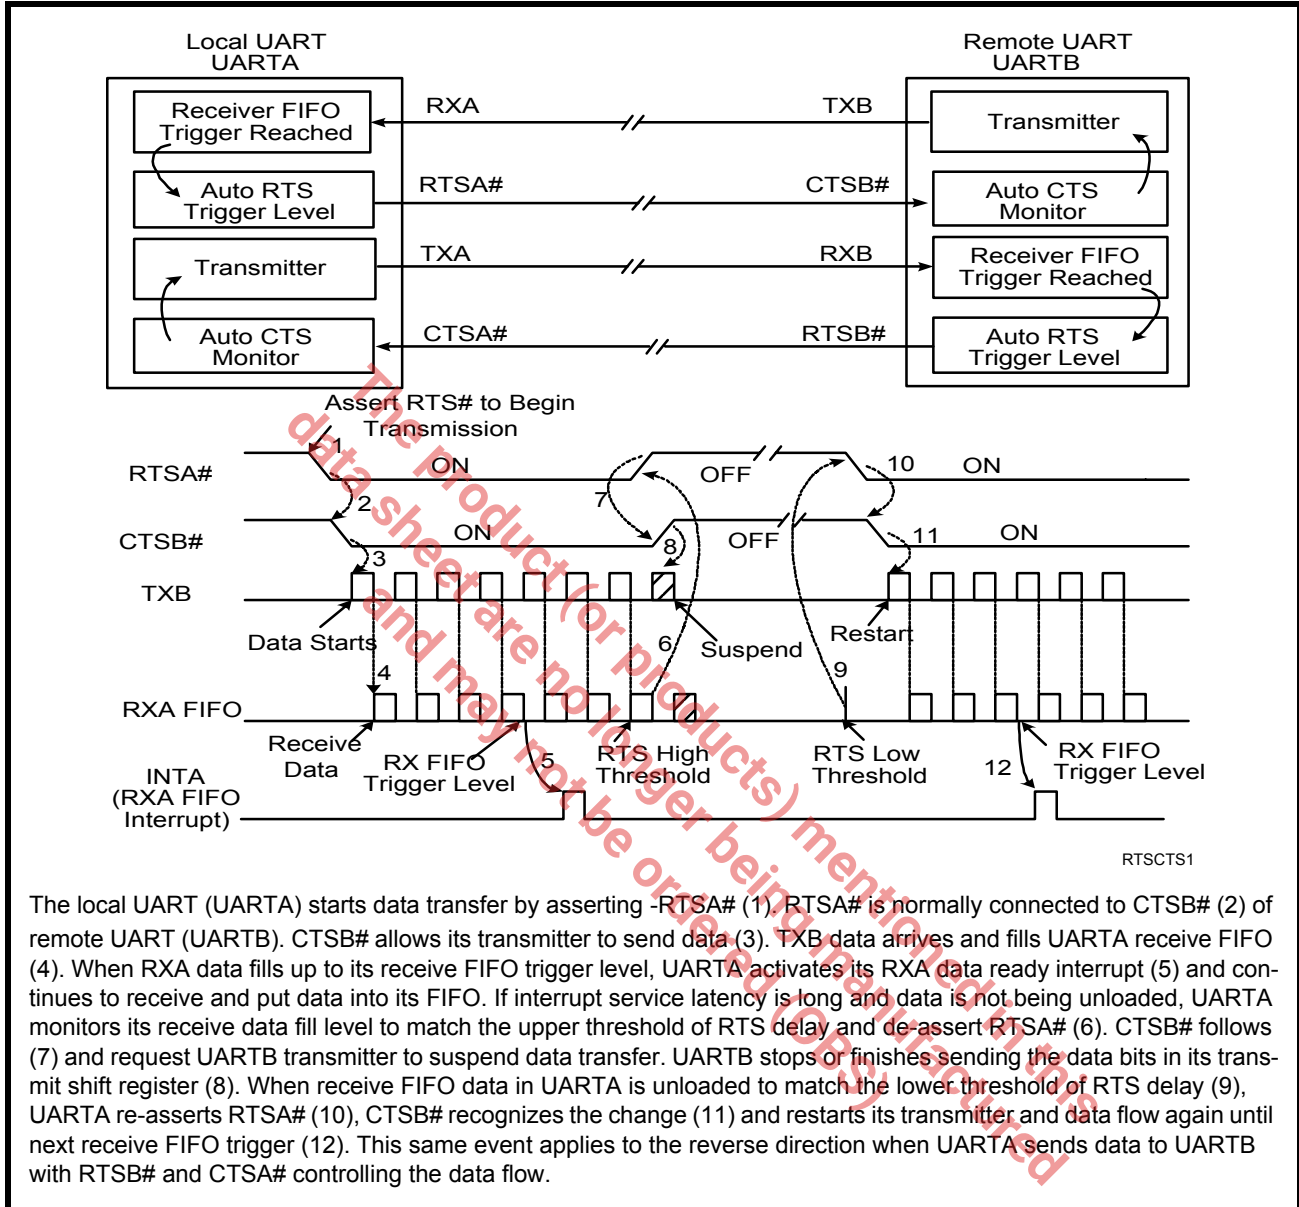 Local UART
UARTA
Remote UART
UARTB
Receiver FIFO
Trigger Reached
RXA
TXB
Transmitter
Auto RTS
Trigger Level
RTSA#
CTSB#
Auto CTS
Monitor
Transmitter
TXA
RXB
Receiver FIFO
Trigger Reached
Auto CTS
Monitor
CTSA#
RTSB#
Auto RTS
Trigger Level
Assert RTS# to Begin
Transmission
1
RTSA#
ON
OFF
10
ON
2
7
CTSB#
ON
8
OFF
11
ON
3
TXB
Data Starts
6
Suspend
Restart
4
9
RXA FIFO
Receive
Data
RX FIFO
Trigger Level
5
RTS High
Threshold
RTS Low
Threshold
12
RX FIFO
Trigger Level
INTA
(RXA FIFO
Interrupt)
RTSCTS1
The local UART (UARTA) starts data transfer by asserting -RTSA# (1). RTSA# is normally connected to CTSB# (2) of
remote UART (UARTB). CTSB# allows its transmitter to send data (3). TXB data arrives and fills UARTA receive FIFO
(4). When RXA data fills up to its receive FIFO trigger level, UARTA activates its RXA data ready interrupt (5) and con-
tinues to receive and put data into its FIFO. If interrupt service latency is long and data is not being unloaded, UARTA
monitors its receive data fill level to match the upper threshold of RTS delay and de-assert RTSA# (6). CTSB# follows
(7) and request UARTB transmitter to suspend data transfer. UARTB stops or finishes sending the data bits in its trans-
mit shift register (8). When receive FIFO data in UARTA is unloaded to match the lower threshold of RTS delay (9),
UARTA re-asserts RTSA# (10), CTSB# recognizes the change (11) and restarts its transmitter and data flow again until
next receive FIFO trigger (12). This same event applies to the reverse direction when UARTA sends data to UARTB
with RTSB# and CTSA# controlling the data flow.
The product (or products) mentioned in this
data sheet are no longer being manufactured
and may not be ordered (OBS)